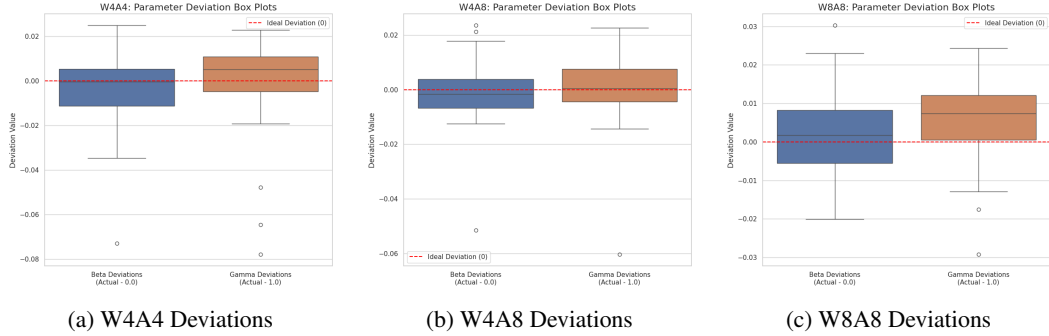 W4A4: Parameter Deviation Box Plots
Ideal Deviation (0)
Deviation Value
0.02
0.00
−0.02
−0.04
−0.06
−0.08
Beta Deviations
(Actual - 0.0)
Gamma Deviations
(Actual - 1.0)
(a) W4A4 Deviations
W4A8: Parameter Deviation Box Plots
Deviation Value
0.02
0.00
−0.02
−0.04
−0.06
Ideal Deviation (0)
Beta Deviations
(Actual - 0.0)
Gamma Deviations
(Actual - 1.0)
(b) W4A8 Deviations
W8A8: Parameter Deviation Box Plots
Ideal Deviation (0)
Deviation Value
0.03
0.02
0.01
0.00
−0.01
−0.02
−0.03
Beta Deviations
(Actual - 0.0)
Gamma Deviations
(Actual - 1.0)
(c) W8A8 Deviations